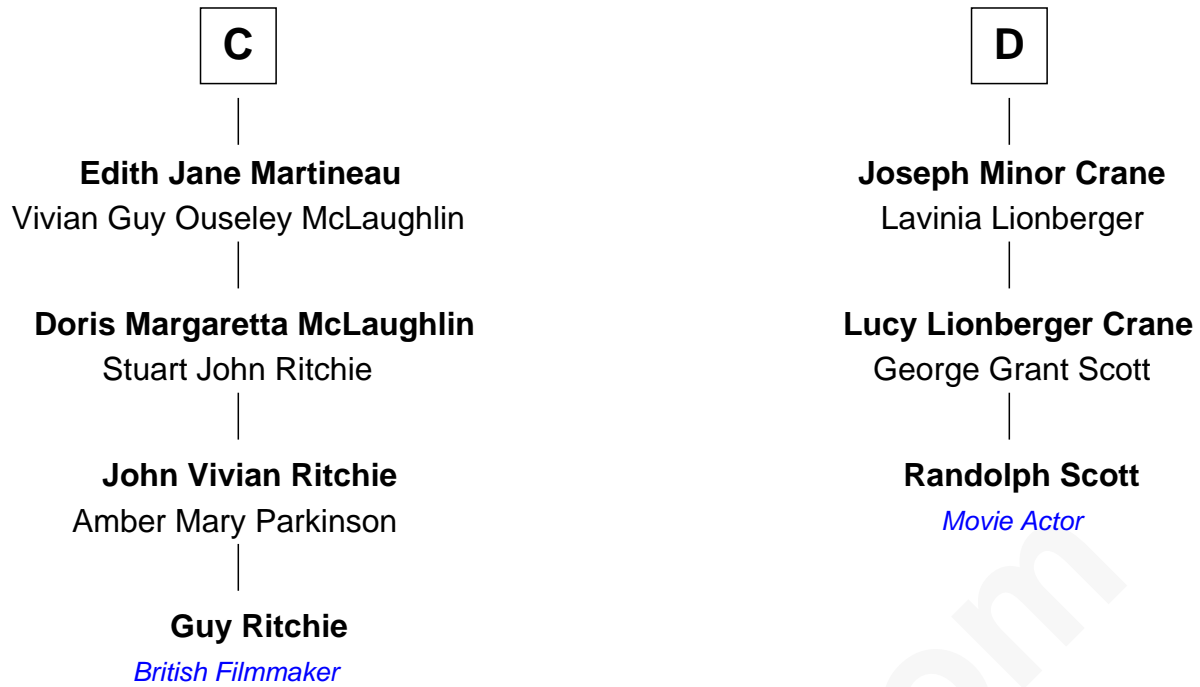 C
Edith Jane Martineau
Vivian Guy Ouseley McLaughlin
Doris Margaretta McLaughlin
Stuart John Ritchie
John Vivian Ritchie
Amber Mary Parkinson
Guy Ritchie
British Filmmaker
D
Joseph Minor Crane
Lavinia Lionberger
Lucy Lionberger Crane
George Grant Scott
Randolph Scott
Movie Actor
om